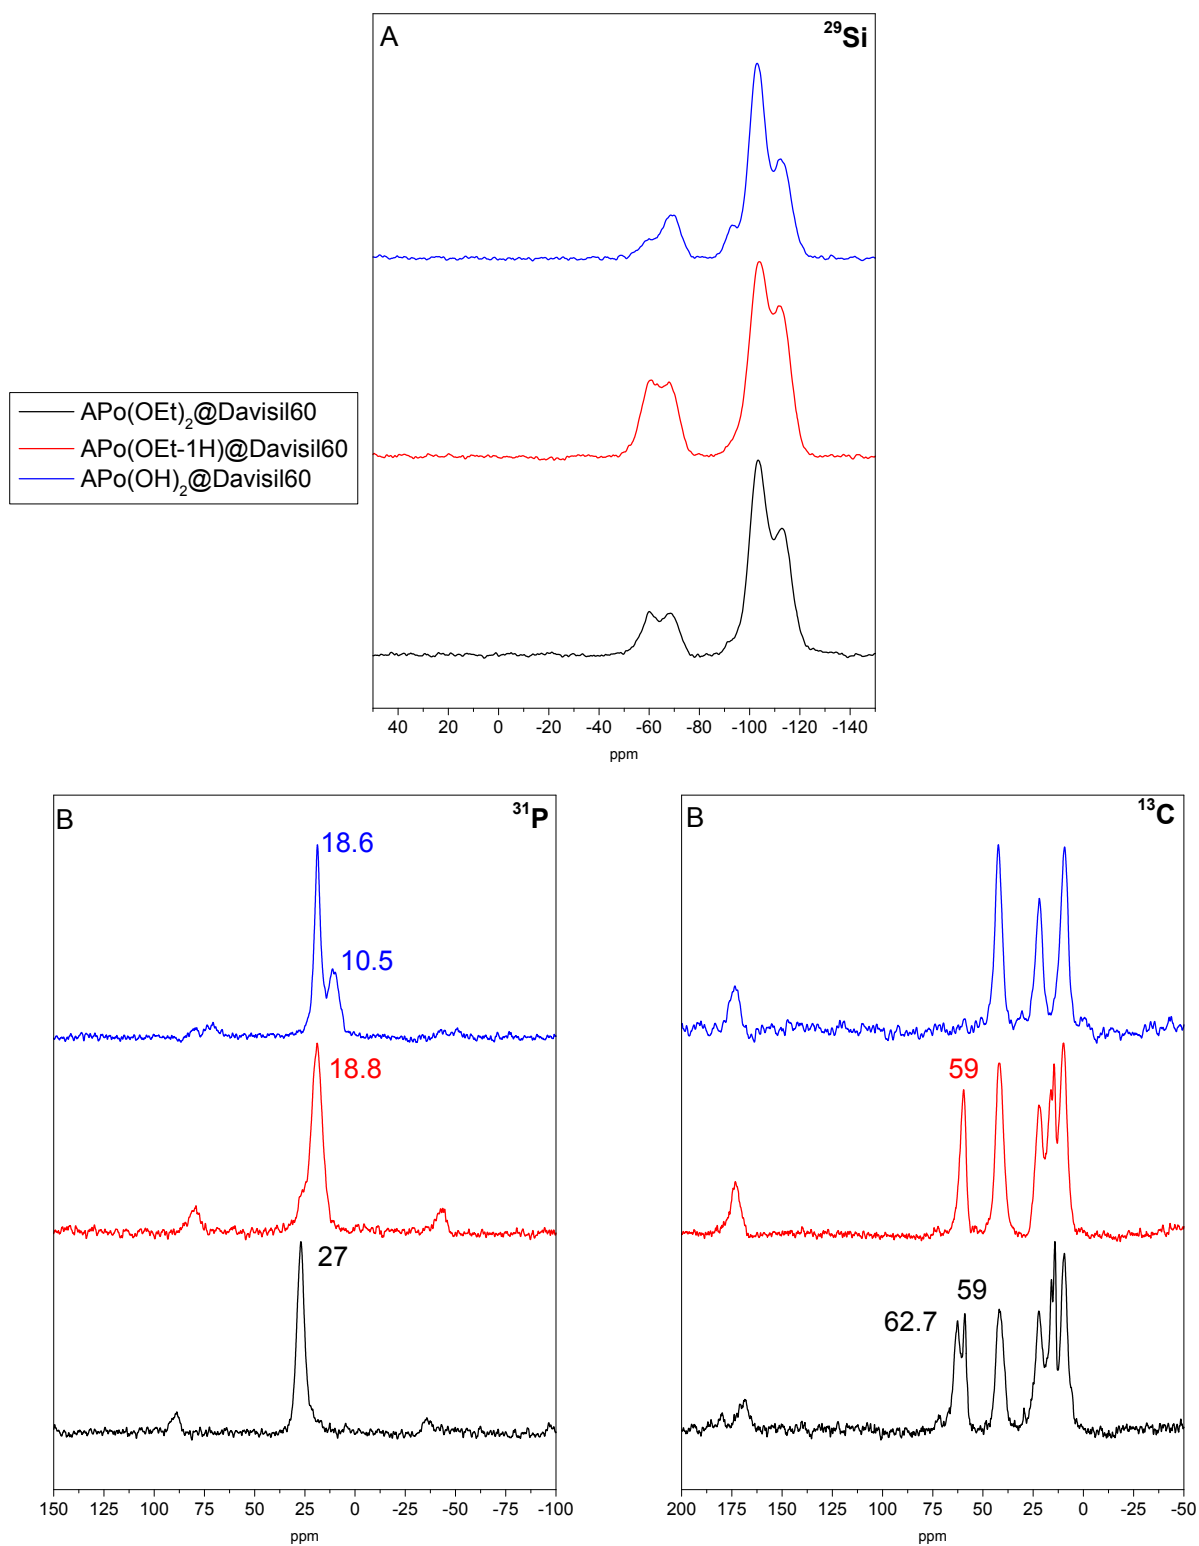 A
²⁹Si
APo(OEt)₂@Davisil60
APo(OEt-1H)@Davisil60
APo(OH)₂@Davisil60
40 20 0 -20 -40 -60 -80 -100 -120 -140
ppm
B
³¹P
18.6
10.5
18.8
27
150 125 100 75 50 25 0 -25 -50 -75 -100
ppm
B
¹³C
59
59
62.7
200 175 150 125 100 75 50 25 0 -25 -50
ppm